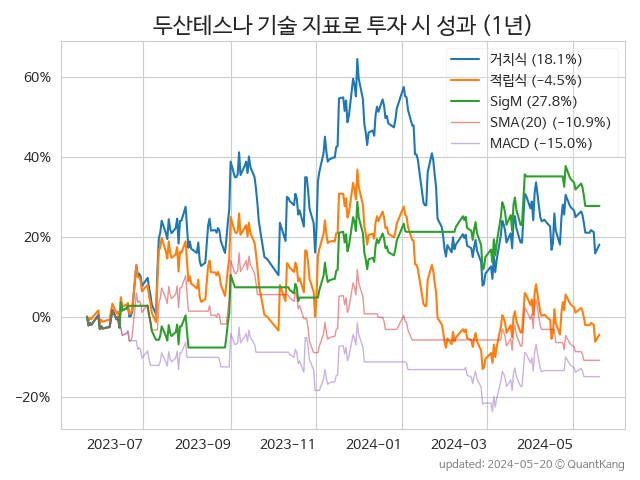 두산테스나 기술 지표로 투자 시 성과 (1년)
거치식 (18.1%)
적립식 (−4.5%)
SigM (27.8%)
SMA(20) (−10.9%)
MACD (−15.0%)
60%
40%
20%
0%
−20%
2023-07
2023-09
2023-11
2024-01
2024-03
2024-05
updated: 2024-05-20 © QuantKang